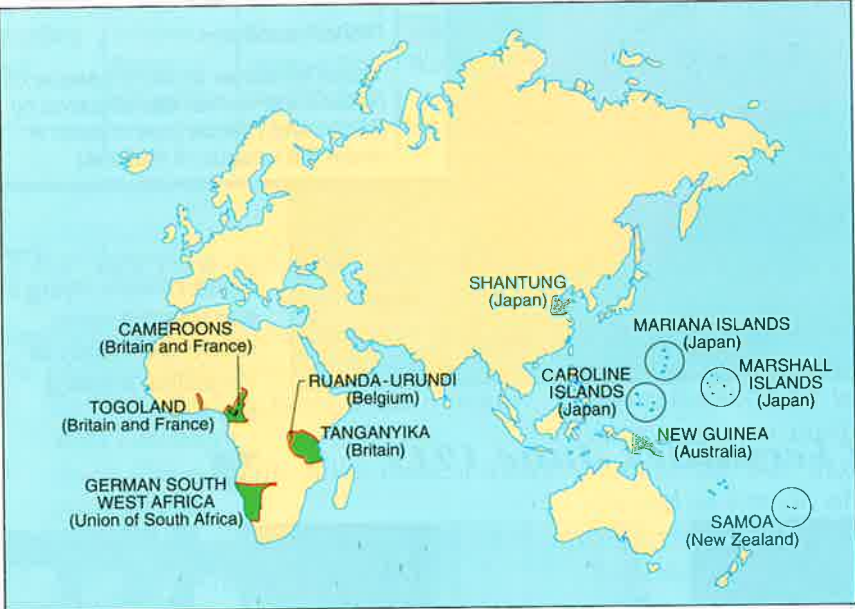 SHANTUNG
(Japan)
MARIANA ISLANDS
(Japan)
CAMEROONS
(Britain and France)
MARSHALL
ISLANDS
(Japan)
CAROLINE
ISLANDS
(Japan)
RUANDA-URUNDI
(Belgium)
TOGOLAND
(Britain and France)
TANGANYIKA
(Britain)
NEW GUINEA
(Australia)
GERMAN SOUTH
WEST AFRICA
(Union of South Africa)
SAMOA
(New Zealand)